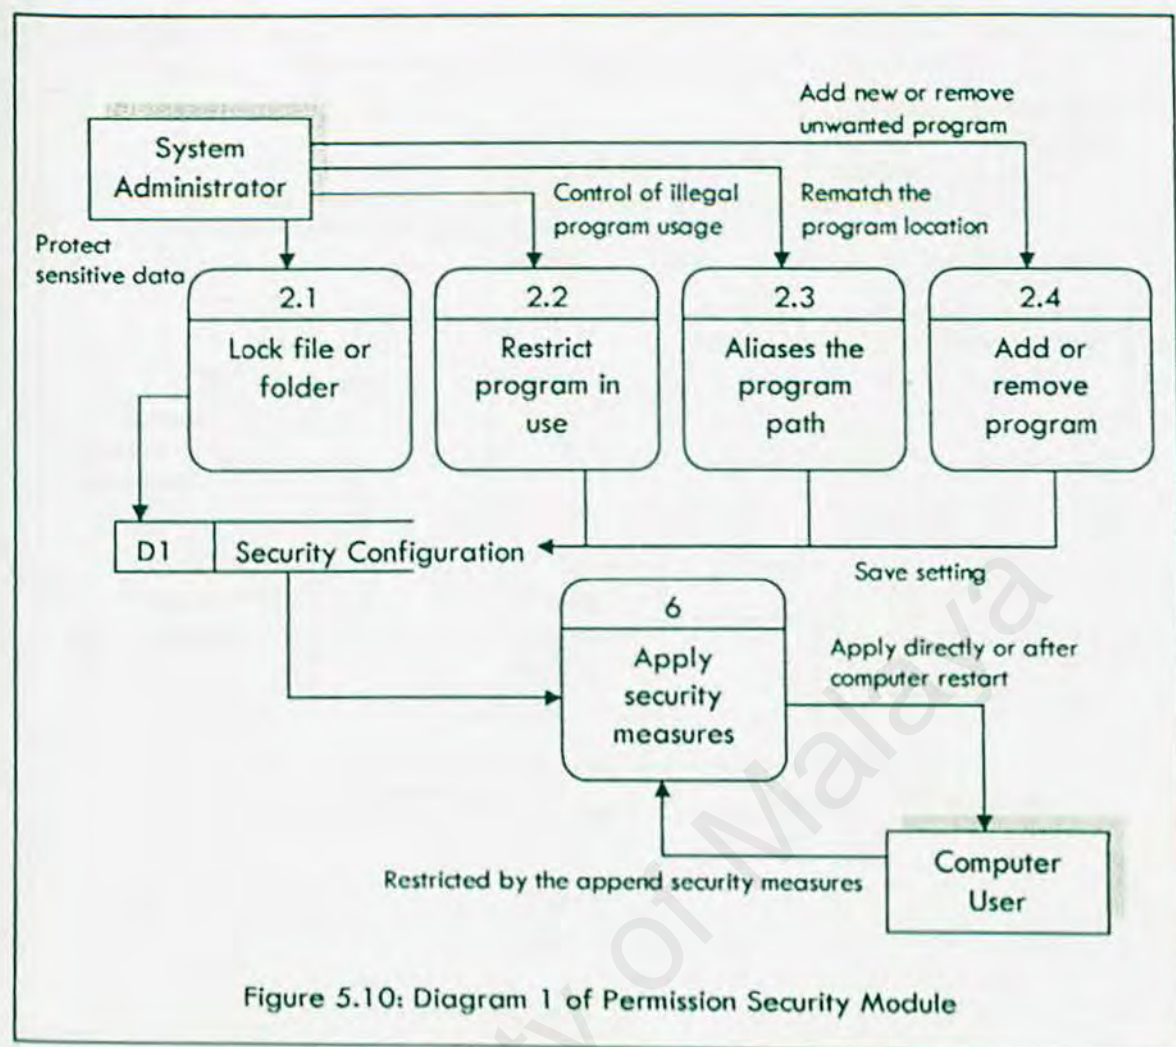 Add new or remove
unwanted program
System
Administrator
Control of illegal
program usage
Rematch the
program location
Protect
sensitive data
2.1
Lock file or
folder
2.2
Restrict
program in
use
2.3
Aliases the
program
path
2.4
Add or
remove
program
D1
Security Configuration
Save setting
6
Apply
security
measures
Apply directly or after
computer restart
Restricted by the append security measures
Computer
User
Figure 5.10: Diagram 1 of Permission Security Module
of Malaya